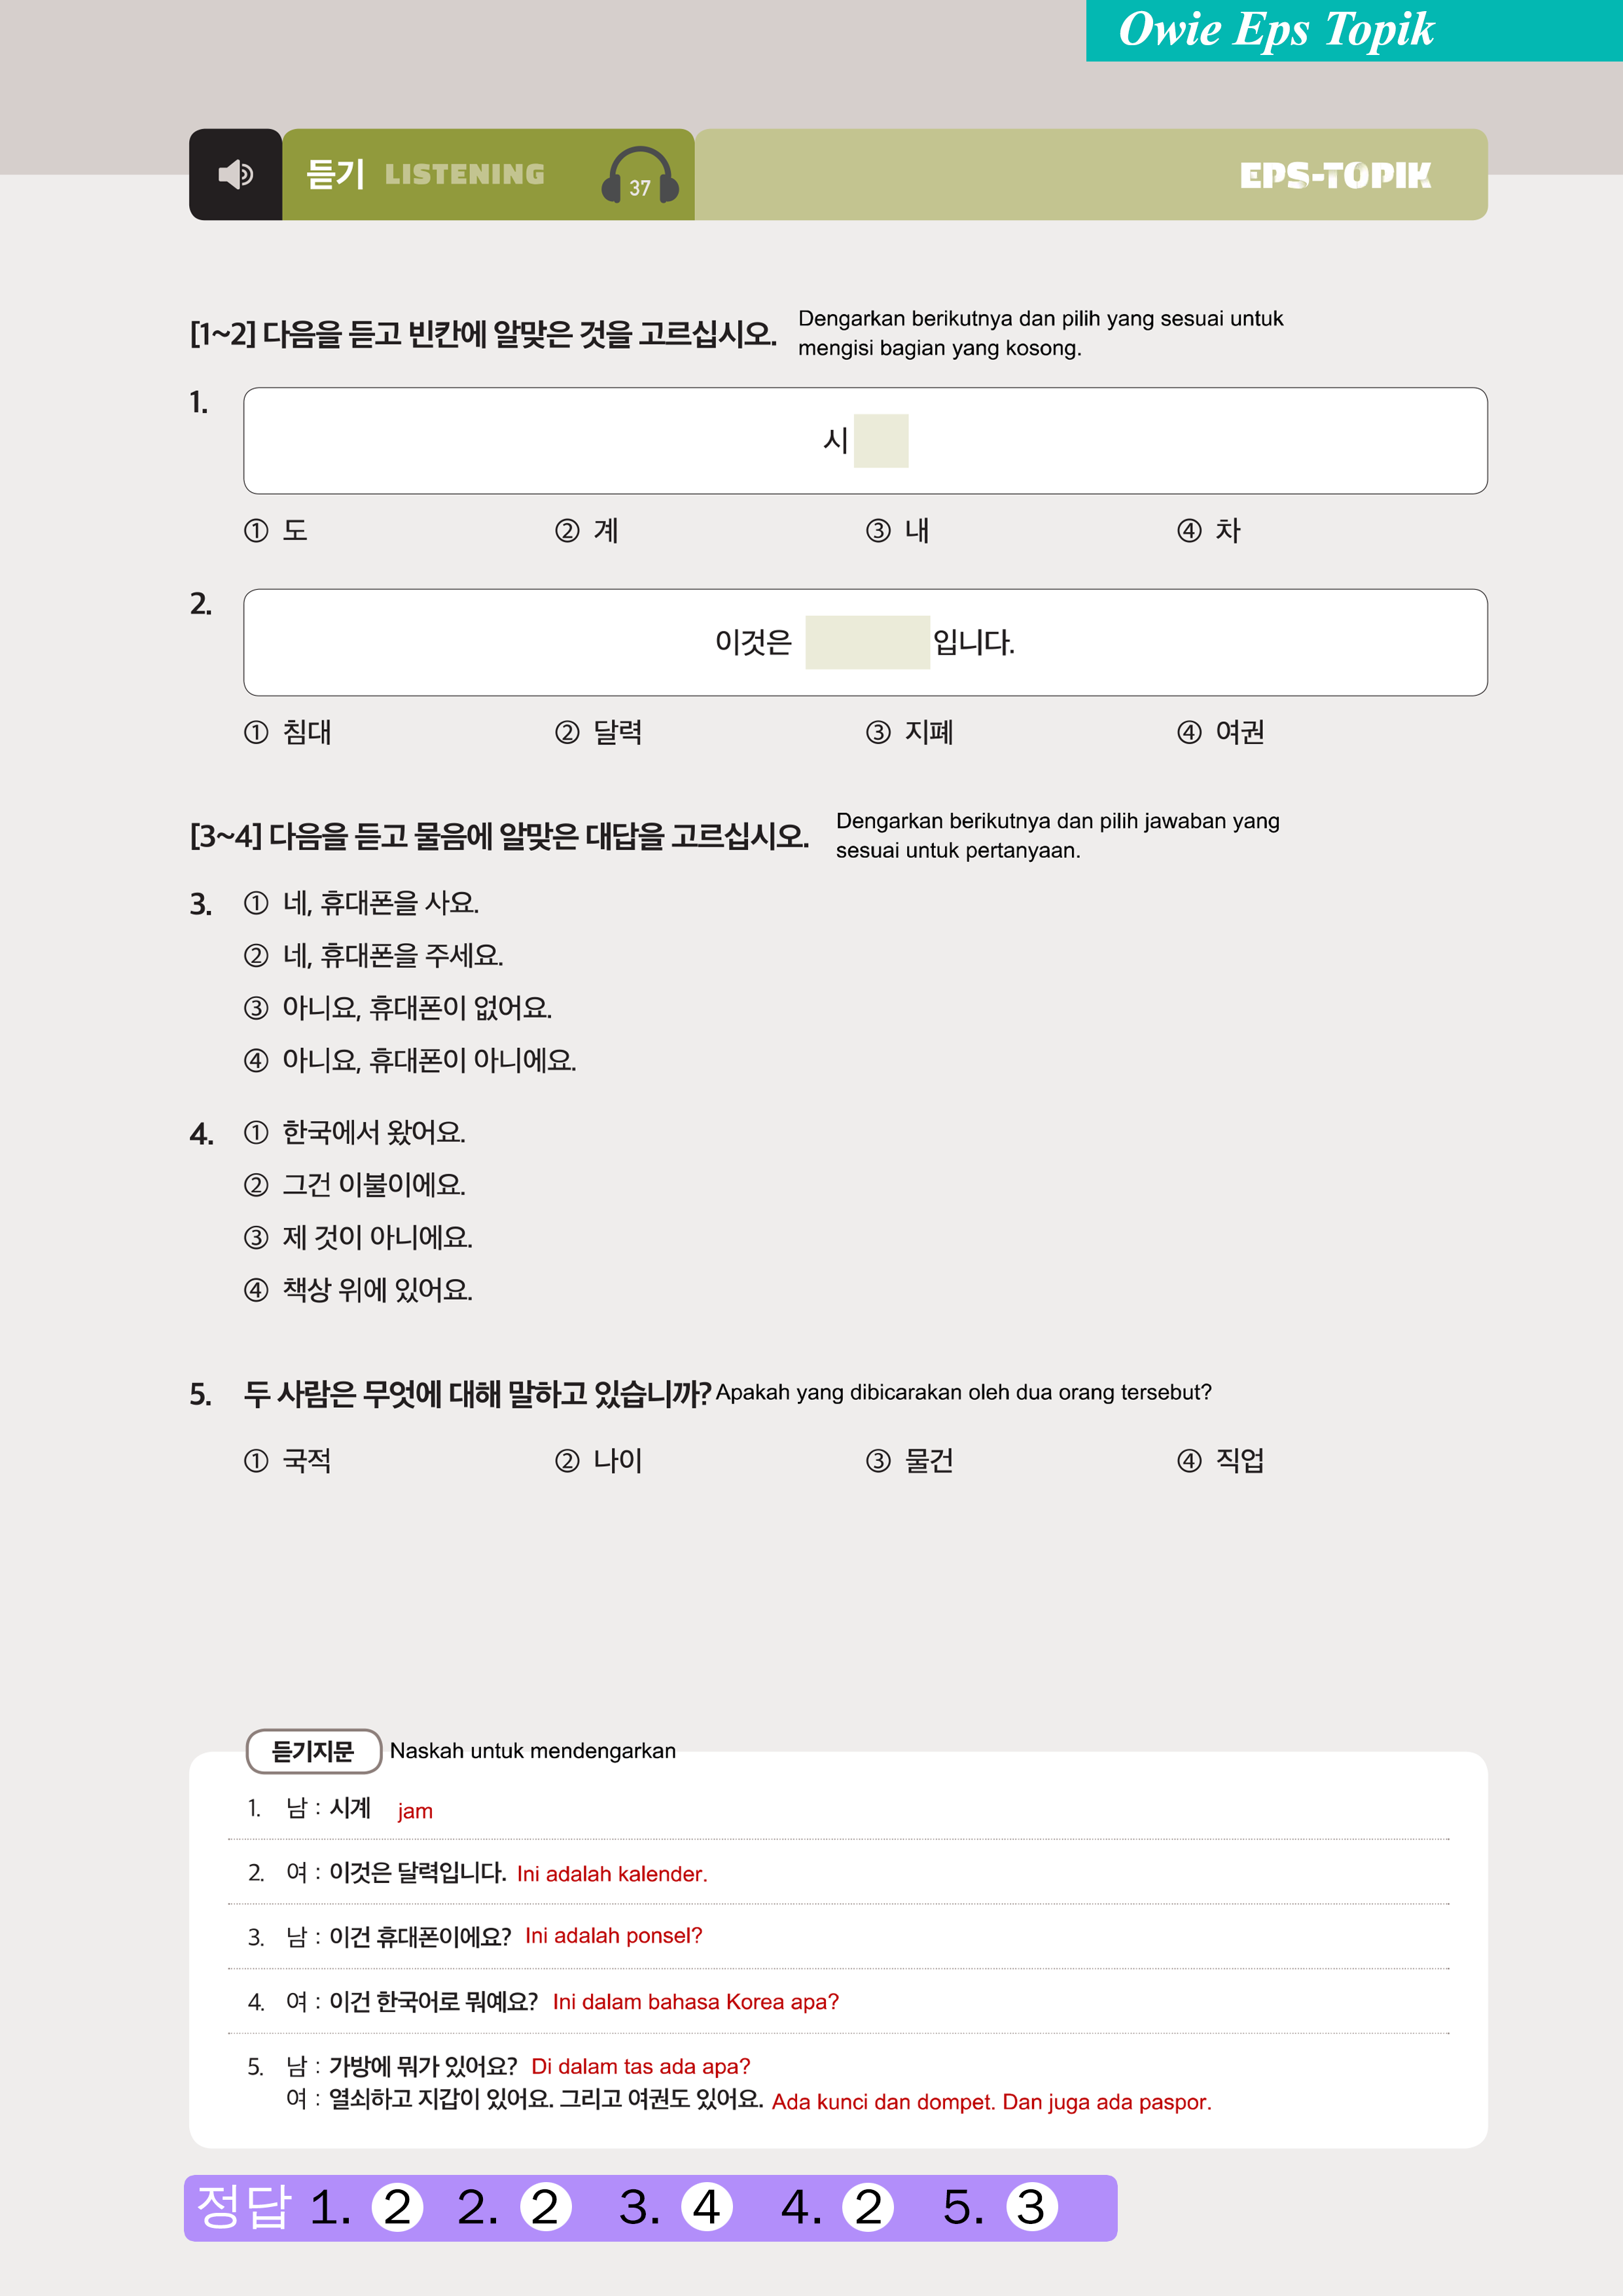 Owie Eps Topik
듣기 LISTENING 37 EPS-TOPIK
[1~2] 다음을 듣고 빈칸에 알맞은 것을 고르십시오. Dengarkan berikutnya dan pilih yang sesuai untuk
mengisi bagian yang kosong.
1. 시
① 도 ② 계 ③ 내 ④ 차
2. 이것은 입니다.
① 침대 ② 달력 ③ 지폐 ④ 여권
[3~4] 다음을 듣고 물음에 알맞은 대답을 고르십시오. Dengarkan berikutnya dan pilih jawaban yang
sesuai untuk pertanyaan.
3. ① 네, 휴대폰을 사요.
② 네, 휴대폰을 주세요.
③ 아니요, 휴대폰이 없어요.
④ 아니요, 휴대폰이 아니에요.
4. ① 한국에서 왔어요.
② 그건 이불이에요.
③ 제 것이 아니에요.
④ 책상 위에 있어요.
5. 두 사람은 무엇에 대해 말하고 있습니까? Apakah yang dibicarakan oleh dua orang tersebut?
① 국적 ② 나이 ③ 물건 ④ 직업
듣기지문 Naskah untuk mendengarkan
1. 남 : 시계 jam
2. 여 : 이것은 달력입니다. Ini adalah kalender.
3. 남 : 이건 휴대폰이에요? Ini adalah ponsel?
4. 여 : 이건 한국어로 뭐예요? Ini dalam bahasa Korea apa?
5. 남 : 가방에 뭐가 있어요? Di dalam tas ada apa?
여 : 열쇠하고 지갑이 있어요. 그리고 여권도 있어요. Ada kunci dan dompet. Dan juga ada paspor.
정답 1. 2 2. 2 3. 4 4. 2 5. 3